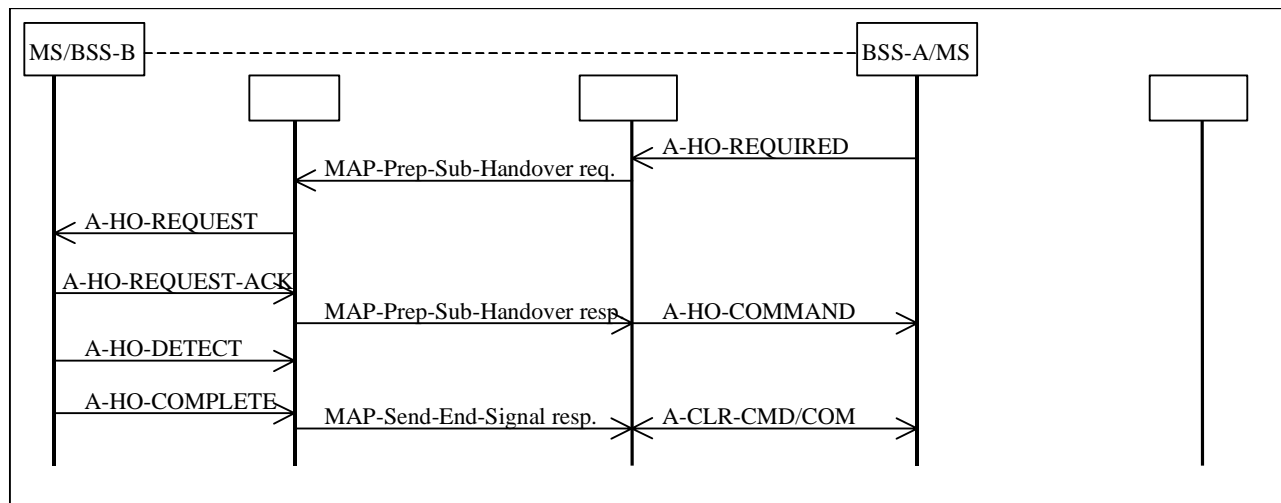 MS/BSS-B
BSS-A/MS
A-HO-REQUIRED
MAP-Prep-Sub-Handover req.
A-HO-REQUEST
A-HO-REQUEST-ACK
MAP-Prep-Sub-Handover resp
A-HO-COMMAND
A-HO-DETECT
A-HO-COMPLETE
MAP-Send-End-Signal resp.
A-CLR-CMD/COM